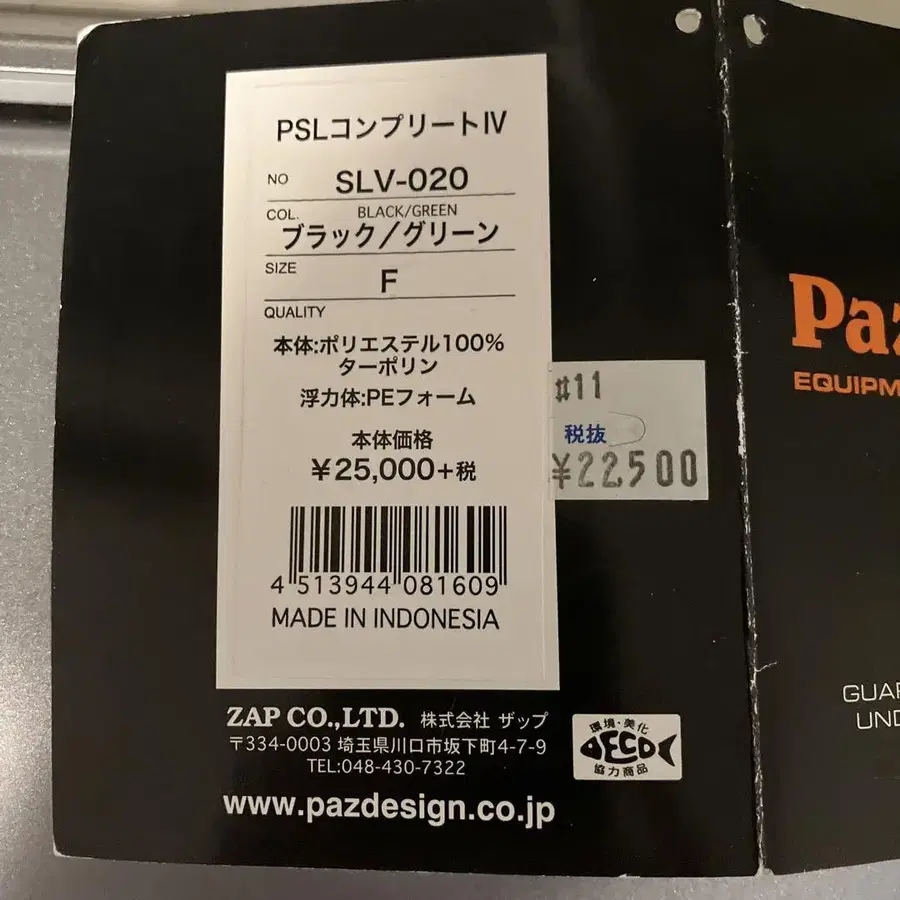 PSLコンプリートⅣ
NO SLV-020
COL. BLACK/GREEN
ブラック/グリーン
SIZE F
QUALITY
本体:ポリエステル100%
ターポリン
浮力体:PEフォーム
本体価格
¥25,000+税
4 513944 081609
MADE IN INDONESIA
#11
税抜
¥22500
ZAP CO.,LTD. 株式会社 ザップ
〒334-0003 埼玉県川口市坂下町4-7-9
TEL:048-430-7322
www.pazdesign.co.jp
環境・美化
ECO
協力商品
Paz
EQUIPM
GUAR
UND